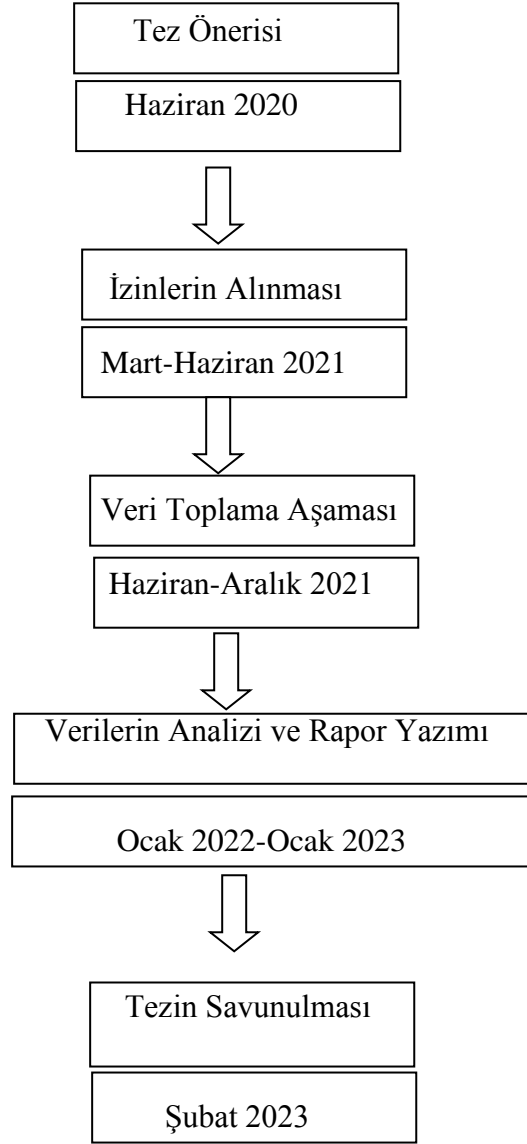 Tez Önerisi
Haziran 2020
İzinlerin Alınması
Mart-Haziran 2021
Veri Toplama Aşaması
Haziran-Aralık 2021
Verilerin Analizi ve Rapor Yazımı
Ocak 2022-Ocak 2023
Tezin Savunulması
Şubat 2023